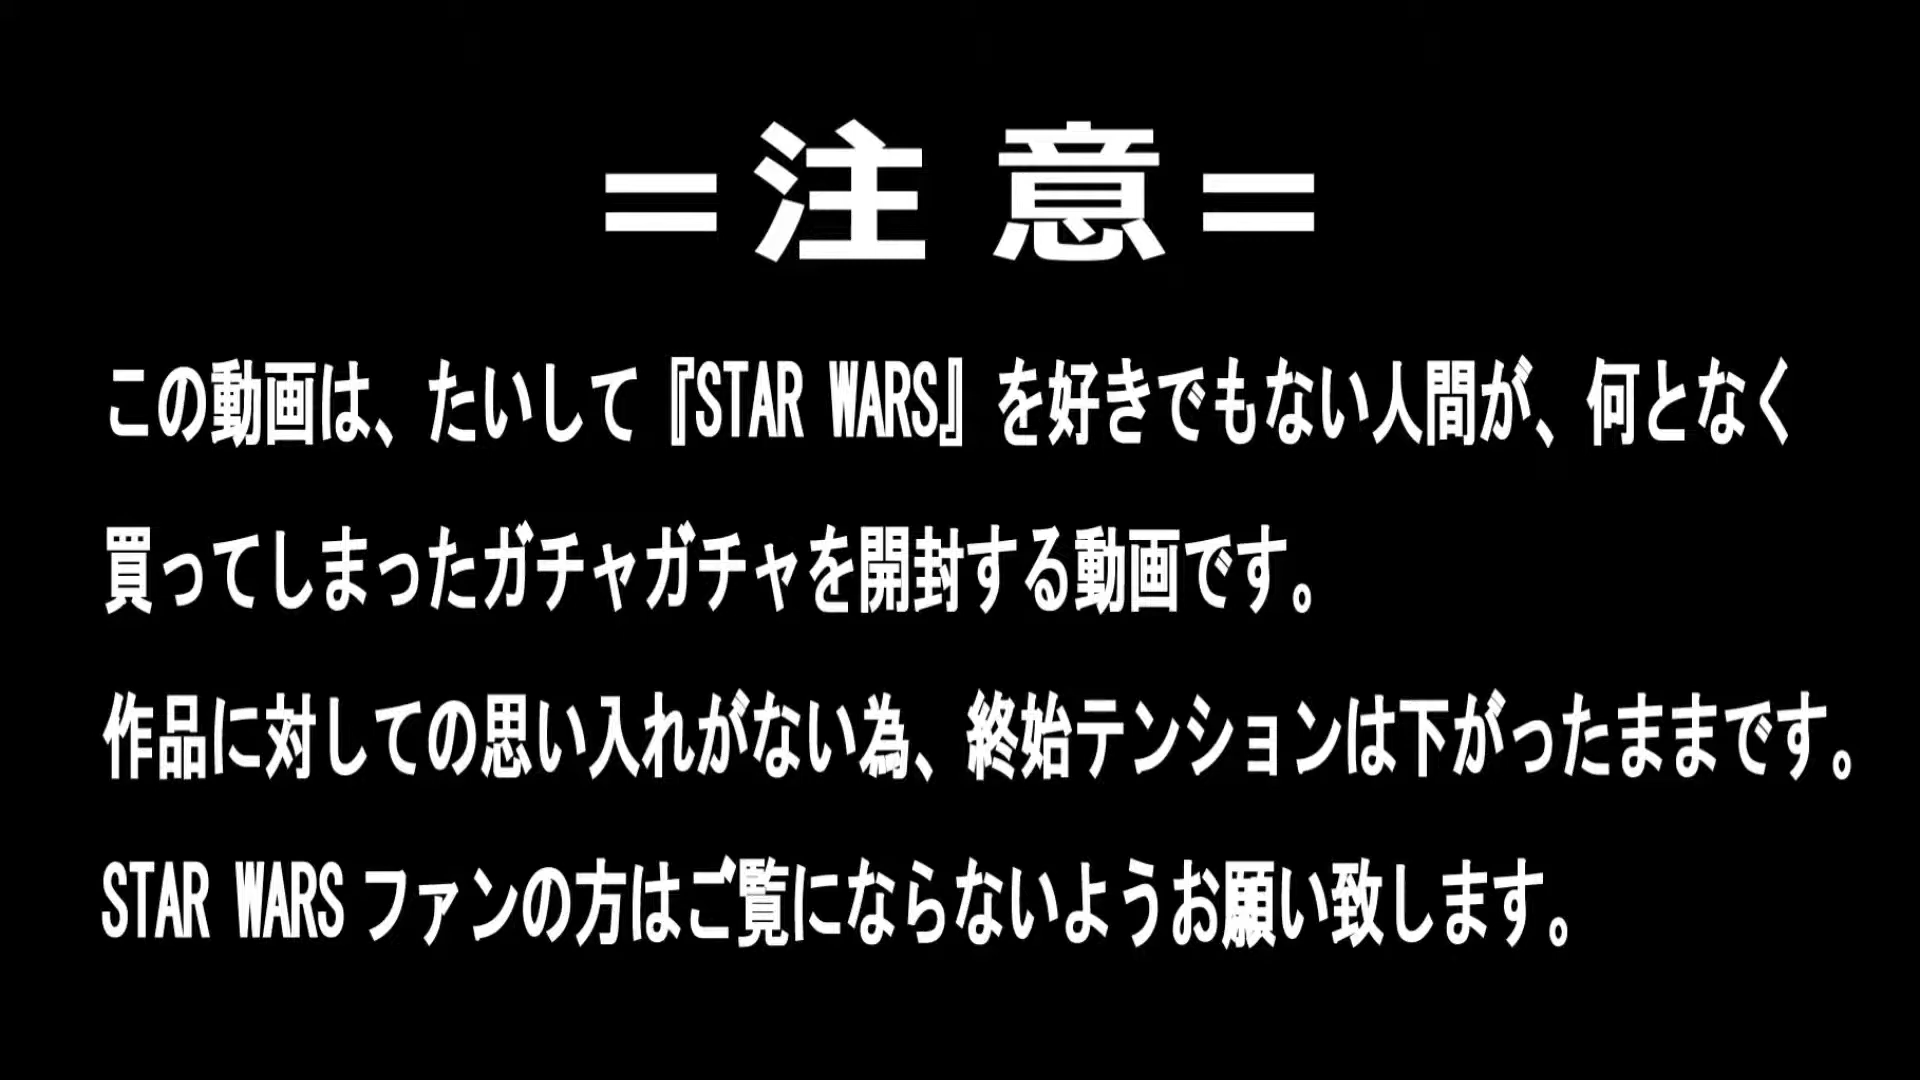 =注 意=
この動画は、たいして『STAR WARS』を好きでもない人間が、何となく
買ってしまったガチャガチャを開封する動画です。
作品に対しての思い入れがない為、終始テンションは下がったままです。
STAR WARSファンの方はご覧にならないようお願い致します。